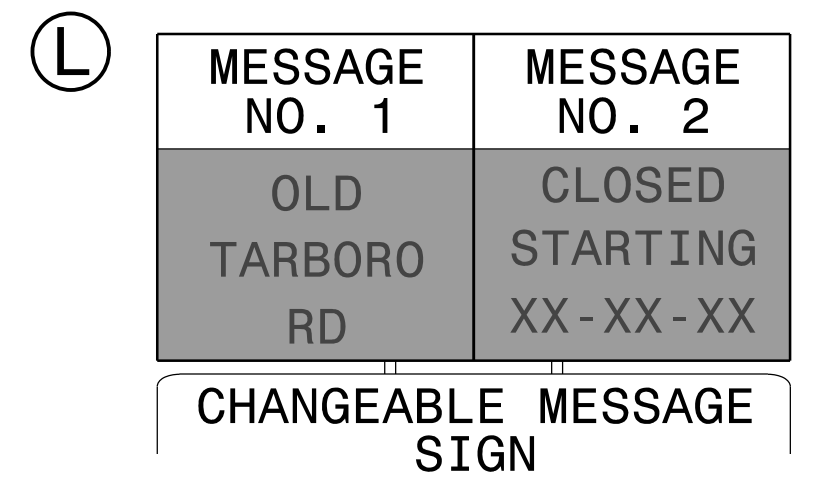 L
MESSAGE
NO. 1
MESSAGE
NO. 2
OLD
TARBORO
RD
CLOSED
STARTING
XX-XX-XX
CHANGEABLE MESSAGE
SIGN